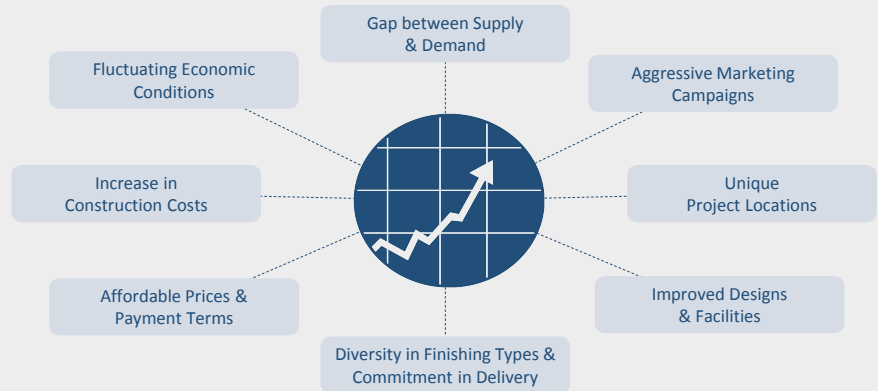 Gap between Supply
& Demand
Fluctuating Economic
Conditions
Aggressive Marketing
Campaigns
Increase in
Construction Costs
Unique
Project Locations
Affordable Prices &
Payment Terms
Improved Designs
& Facilities
Diversity in Finishing Types &
Commitment in Delivery